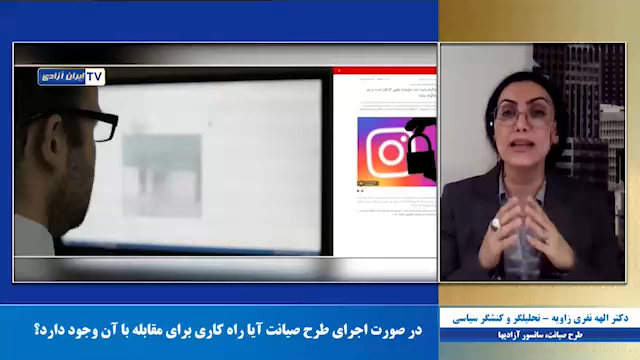 ایران آزادی TV
دکتر الهه نفری زاویه – تحلیلگر و کنشگر سیاسی
طرح صیانت، سانسور آزادیها
در صورت اجرای طرح صیانت آیا راه کاری برای مقابله با آن وجود دارد؟